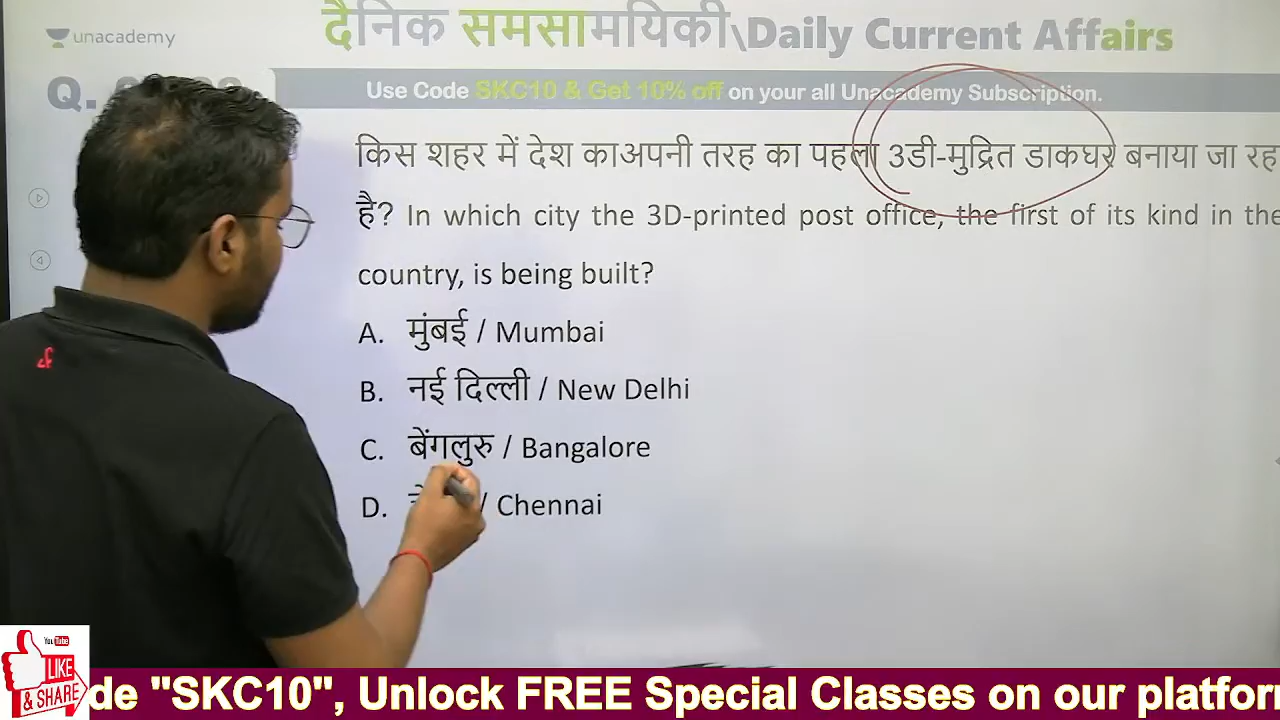 unacademy
दैनिक समसामयिकी\Daily Current Affairs
Q.
Use Code SKC10 & Get 10% off on your all Unacademy Subscription.
किस शहर में देश काअपनी तरह का पहला 3डी-मुद्रित डाकघर बनाया जा रह
है? In which city the 3D-printed post office, the first of its kind in the
country, is being built?
A. मुंबई / Mumbai
B. नई दिल्ली / New Delhi
C. बेंगलुरु / Bangalore
D. / Chennai
You Tube
LIKE
& SHARE
de "SKC10", Unlock FREE Special Classes on our platfor